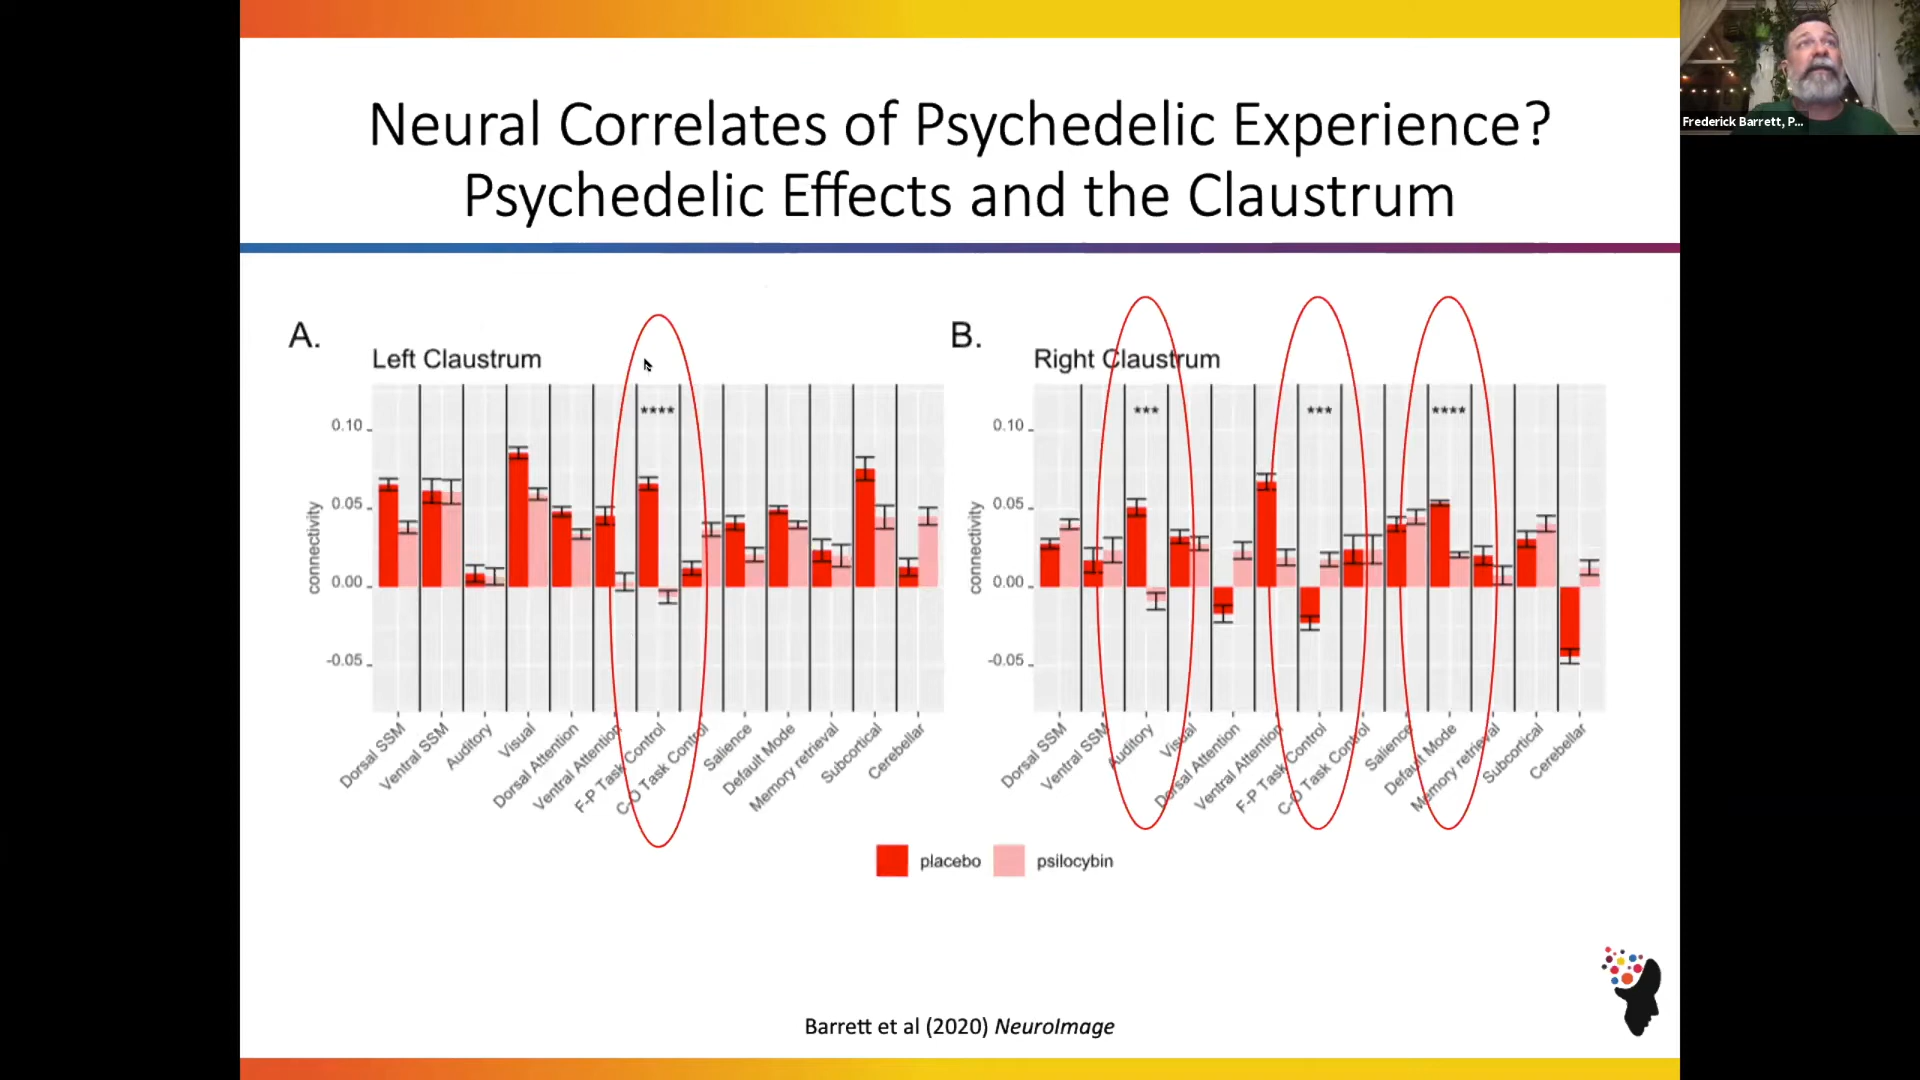 Neural Correlates of Psychedelic Experience?
Psychedelic Effects and the Claustrum
Frederick Barrett, P...
A.
Left Claustrum
****
0.10
0.05
0.00
-0.05
connectivity
Dorsal SSM
Ventral SSM
Auditory
Visual
Dorsal Attention
Ventral Attention
F-P Task Control
C-O Task Control
Salience
Default Mode
Memory retrieval
Subcortical
Cerebellar
B.
Right Claustrum
***
***
****
0.10
0.05
0.00
-0.05
connectivity
Dorsal SSM
Ventral SSM
Auditory
Visual
Dorsal Attention
Ventral Attention
F-P Task Control
C-O Task Control
Salience
Default Mode
Memory retrieval
Subcortical
Cerebellar
placebo
psilocybin
Barrett et al (2020) NeuroImage